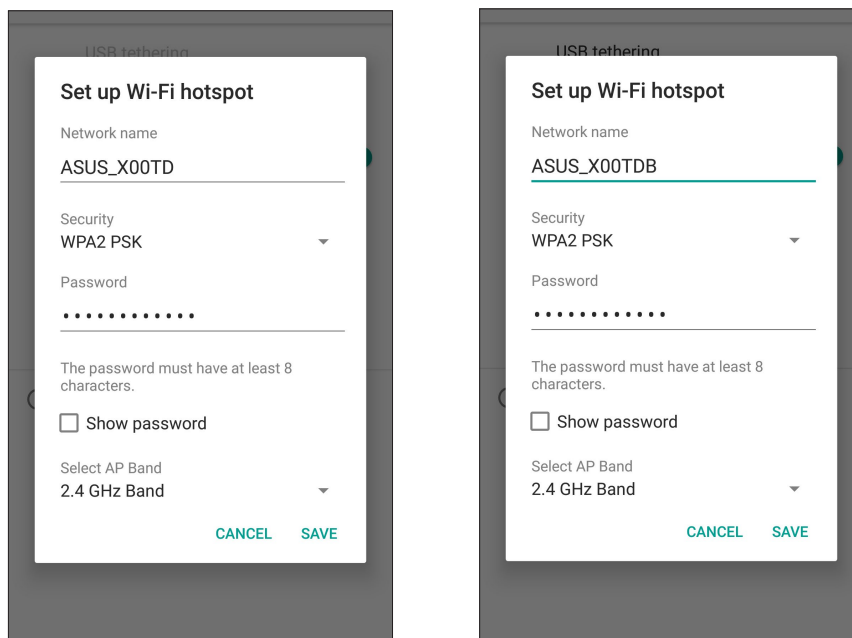 USB tethering
Set up Wi-Fi hotspot
Network name
ASUS_X00TD
Security
WPA2 PSK
Password
••••••••••••
The password must have at least 8
characters.
Show password
Select AP Band
2.4 GHz Band
CANCEL SAVE
USB tethering
Set up Wi-Fi hotspot
Network name
ASUS_X00TDB
Security
WPA2 PSK
Password
••••••••••••
The password must have at least 8
characters.
Show password
Select AP Band
2.4 GHz Band
CANCEL SAVE